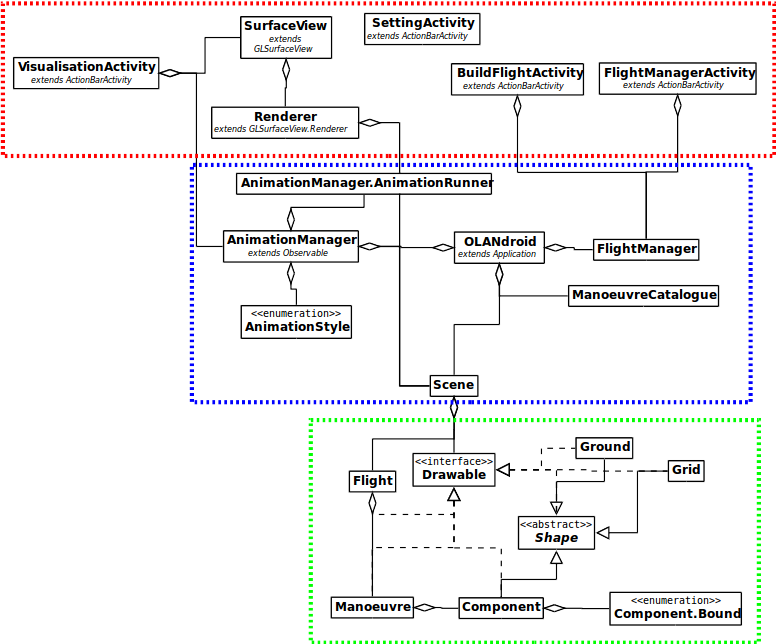 SurfaceView
extends
GLSurfaceView
SettingActivity
extends ActionBarActivity
VisualisationActivity
extends ActionBarActivity
BuildFlightActivity
extends ActionBarActivity
FlightManagerActivity
extends ActionBarActivity
Renderer
extends GLSurfaceView.Renderer
AnimationManager.AnimationRunner
AnimationManager
extends Observable
OLANdroid
extends Application
FlightManager
ManoeuvreCatalogue
<<enumeration>>
AnimationStyle
Scene
Ground
<<interface>>
Drawable
Grid
Flight
<<abstract>>
Shape
Manoeuvre
Component
<<enumeration>>
Component.Bound